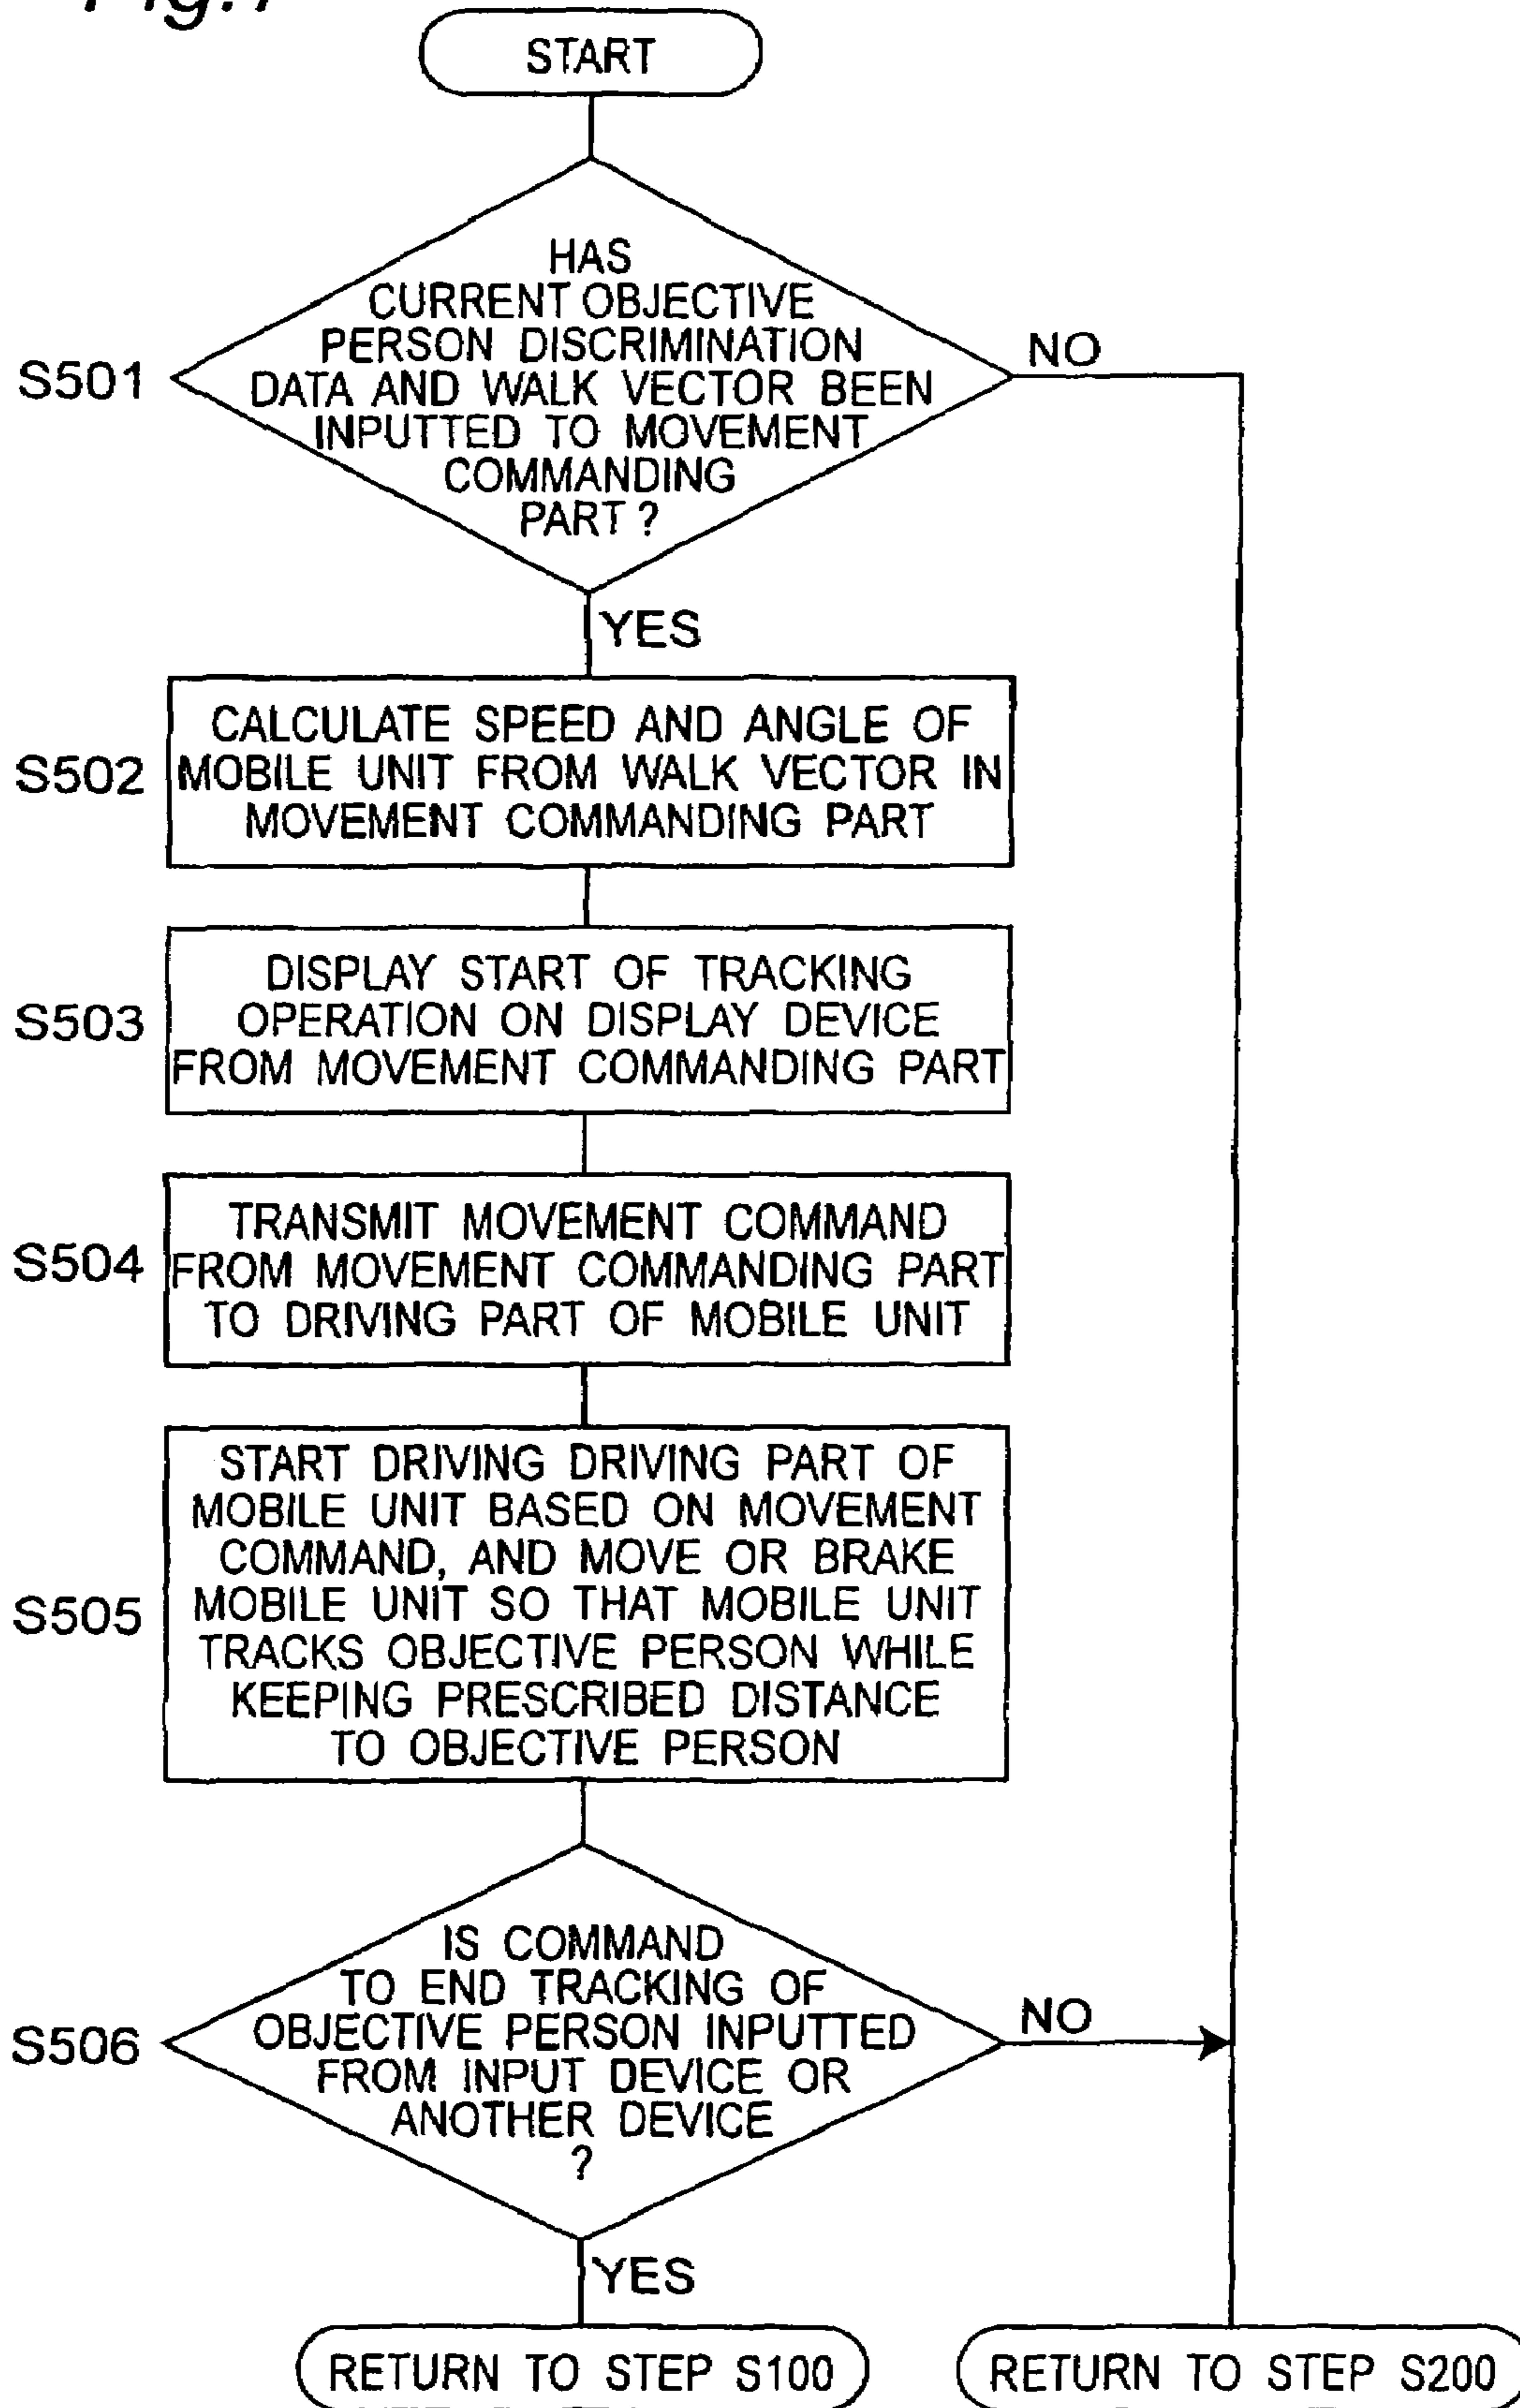 START
HAS
CURRENT OBJECTIVE
PERSON DISCRIMINATION
DATA AND WALK VECTOR BEEN
INPUTTED TO MOVEMENT
COMMANDING
PART ?
S501
NO
YES
S502
CALCULATE SPEED AND ANGLE OF
MOBILE UNIT FROM WALK VECTOR IN
MOVEMENT COMMANDING PART
S503
DISPLAY START OF TRACKING
OPERATION ON DISPLAY DEVICE
FROM MOVEMENT COMMANDING PART
S504
TRANSMIT MOVEMENT COMMAND
FROM MOVEMENT COMMANDING PART
TO DRIVING PART OF MOBILE UNIT
S505
START DRIVING DRIVING PART OF
MOBILE UNIT BASED ON MOVEMENT
COMMAND, AND MOVE OR BRAKE
MOBILE UNIT SO THAT MOBILE UNIT
TRACKS OBJECTIVE PERSON WHILE
KEEPING PRESCRIBED DISTANCE
TO OBJECTIVE PERSON
S506
IS COMMAND
TO END TRACKING OF
OBJECTIVE PERSON INPUTTED
FROM INPUT DEVICE OR
ANOTHER DEVICE
?
NO
YES
RETURN TO STEP S100
RETURN TO STEP S200